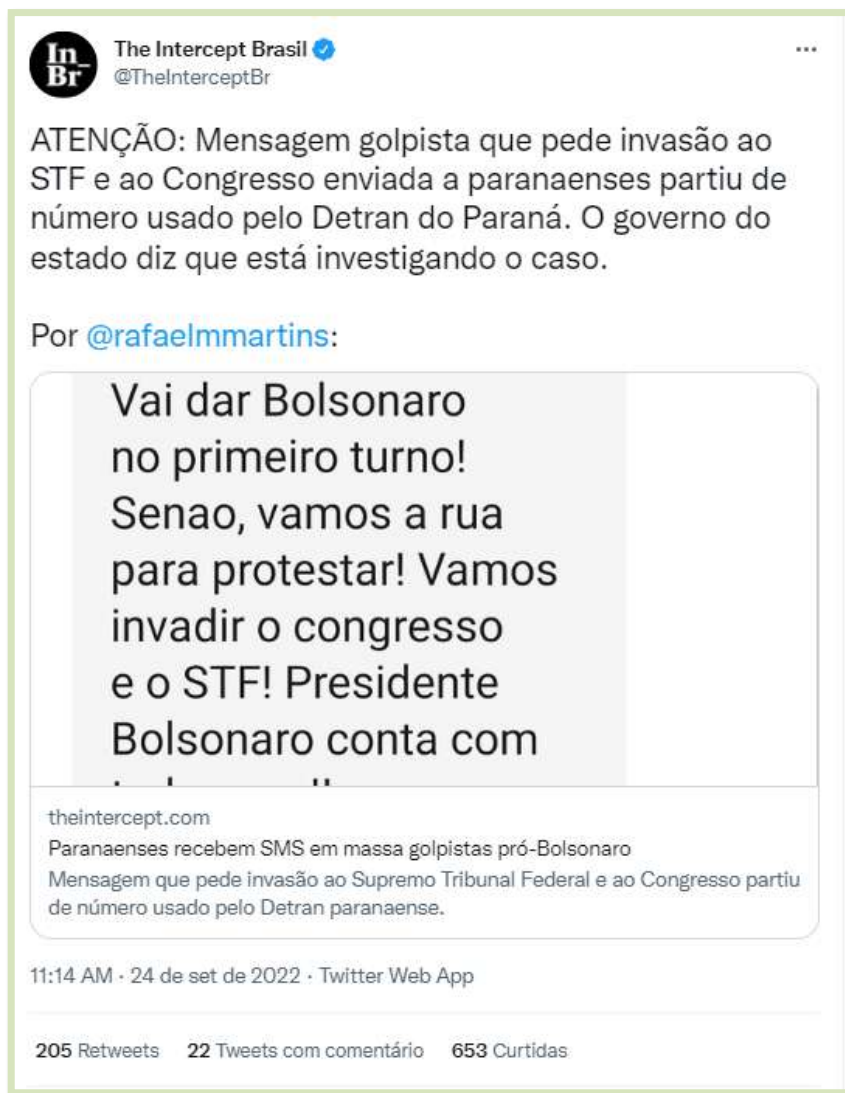 In_
Br
The Intercept Brasil
@TheInterceptBr
ATENÇÃO: Mensagem golpista que pede invasão ao
STF e ao Congresso enviada a paranaenses partiu de
número usado pelo Detran do Paraná. O governo do
estado diz que está investigando o caso.
Por @rafaelmmartins:
Vai dar Bolsonaro
no primeiro turno!
Senao, vamos a rua
para protestar! Vamos
invadir o congresso
e o STF! Presidente
Bolsonaro conta com
theintercept.com
Paranaenses recebem SMS em massa golpistas pró-Bolsonaro
Mensagem que pede invasão ao Supremo Tribunal Federal e ao Congresso partiu
de número usado pelo Detran paranaense.
11:14 AM · 24 de set de 2022 · Twitter Web App
205 Retweets 22 Tweets com comentário 653 Curtidas